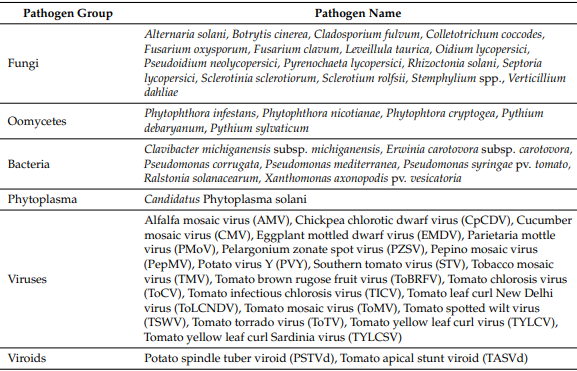 Pathogen Group Pathogen Name
Alternaria solani, Botrytis cinerea, Cladosporium fulvum, Colletotrichum coccodes,
Fusarium oxysporum, Fusarium clavum, Leveillula taurica, Oidium lycopersici,
Fungi
Pseudoidium neolycopersici, Pyrenochaeta lycopersici, Rhizoctonia solani, Septoria
lycopersici, Sclerotinia sclerotiorum, Sclerotium rolfsii, Stemphylium spp., Verticillium
dahliae
Oomycetes
Phytophthora infestans, Phytophthora nicotianae, Phytophtora cryptogea, Pythium
debaryanum, Pythium sylvaticum
Bacteria
Clavibacter michiganensis subsp. michiganensis, Erwinia carotovora subsp. carotovora,
Pseudomonas corrugata, Pseudomonas mediterranea, Pseudomonas syringae pv. tomato,
Ralstonia solanacearum, Xanthomonas axonopodis pv. vesicatoria
Phytoplasma Candidatus Phytoplasma solani
Alfalfa mosaic virus (AMV), Chickpea chlorotic dwarf virus (CpCDV), Cucumber
mosaic virus (CMV), Eggplant mottled dwarf virus (EMDV), Parietaria mottle
virus (PMoV), Pelargonium zonate spot virus (PZSV), Pepino mosaic virus
(PepMV), Potato virus Y (PVY), Southern tomato virus (STV), Tobacco mosaic
Viruses
virus (TMV), Tomato brown rugose fruit virus (ToBRFV), Tomato chlorosis virus
(ToCV), Tomato infectious chlorosis virus (TICV), Tomato leaf curl New Delhi
virus (ToLCNDV), Tomato mosaic virus (ToMV), Tomato spotted wilt virus
(TSWV), Tomato torrado virus (ToTV), Tomato yellow leaf curl virus (TYLCV),
Tomato yellow leaf curl Sardinia virus (TYLCSV)
Viroids Potato spindle tuber viroid (PSTVd), Tomato apical stunt viroid (TASVd)